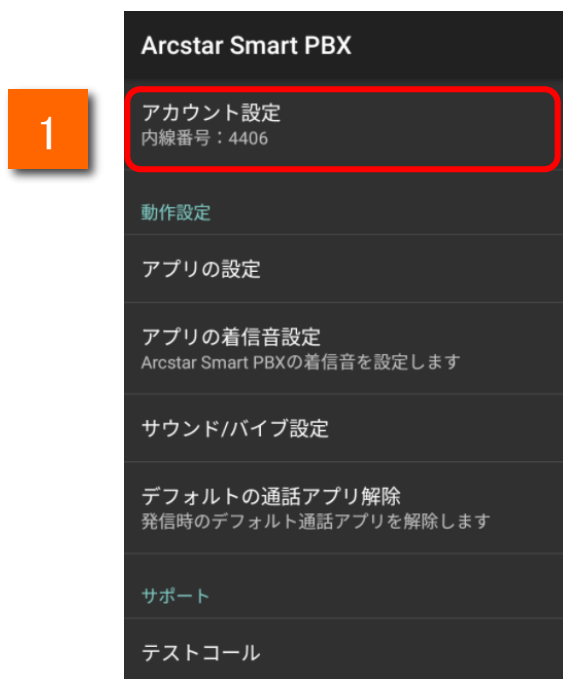 Arcstar Smart PBX
1
アカウント設定
内線番号：4406
動作設定
アプリの設定
アプリの着信音設定
Arcstar Smart PBXの着信音を設定します
サウンド/バイブ設定
デフォルトの通話アプリ解除
発信時のデフォルト通話アプリを解除します
サポート
テストコール